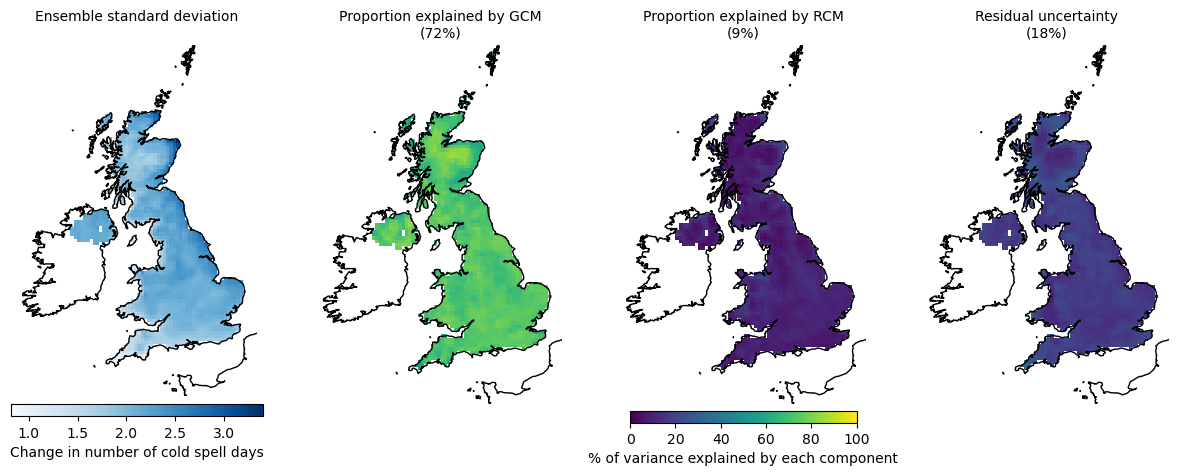 Ensemble standard deviation
Proportion explained by GCM
(72%)
Proportion explained by RCM
(9%)
Residual uncertainty
(18%)
1.0 1.5 2.0 2.5 3.0
Change in number of cold spell days
0 20 40 60 80 100
% of variance explained by each component